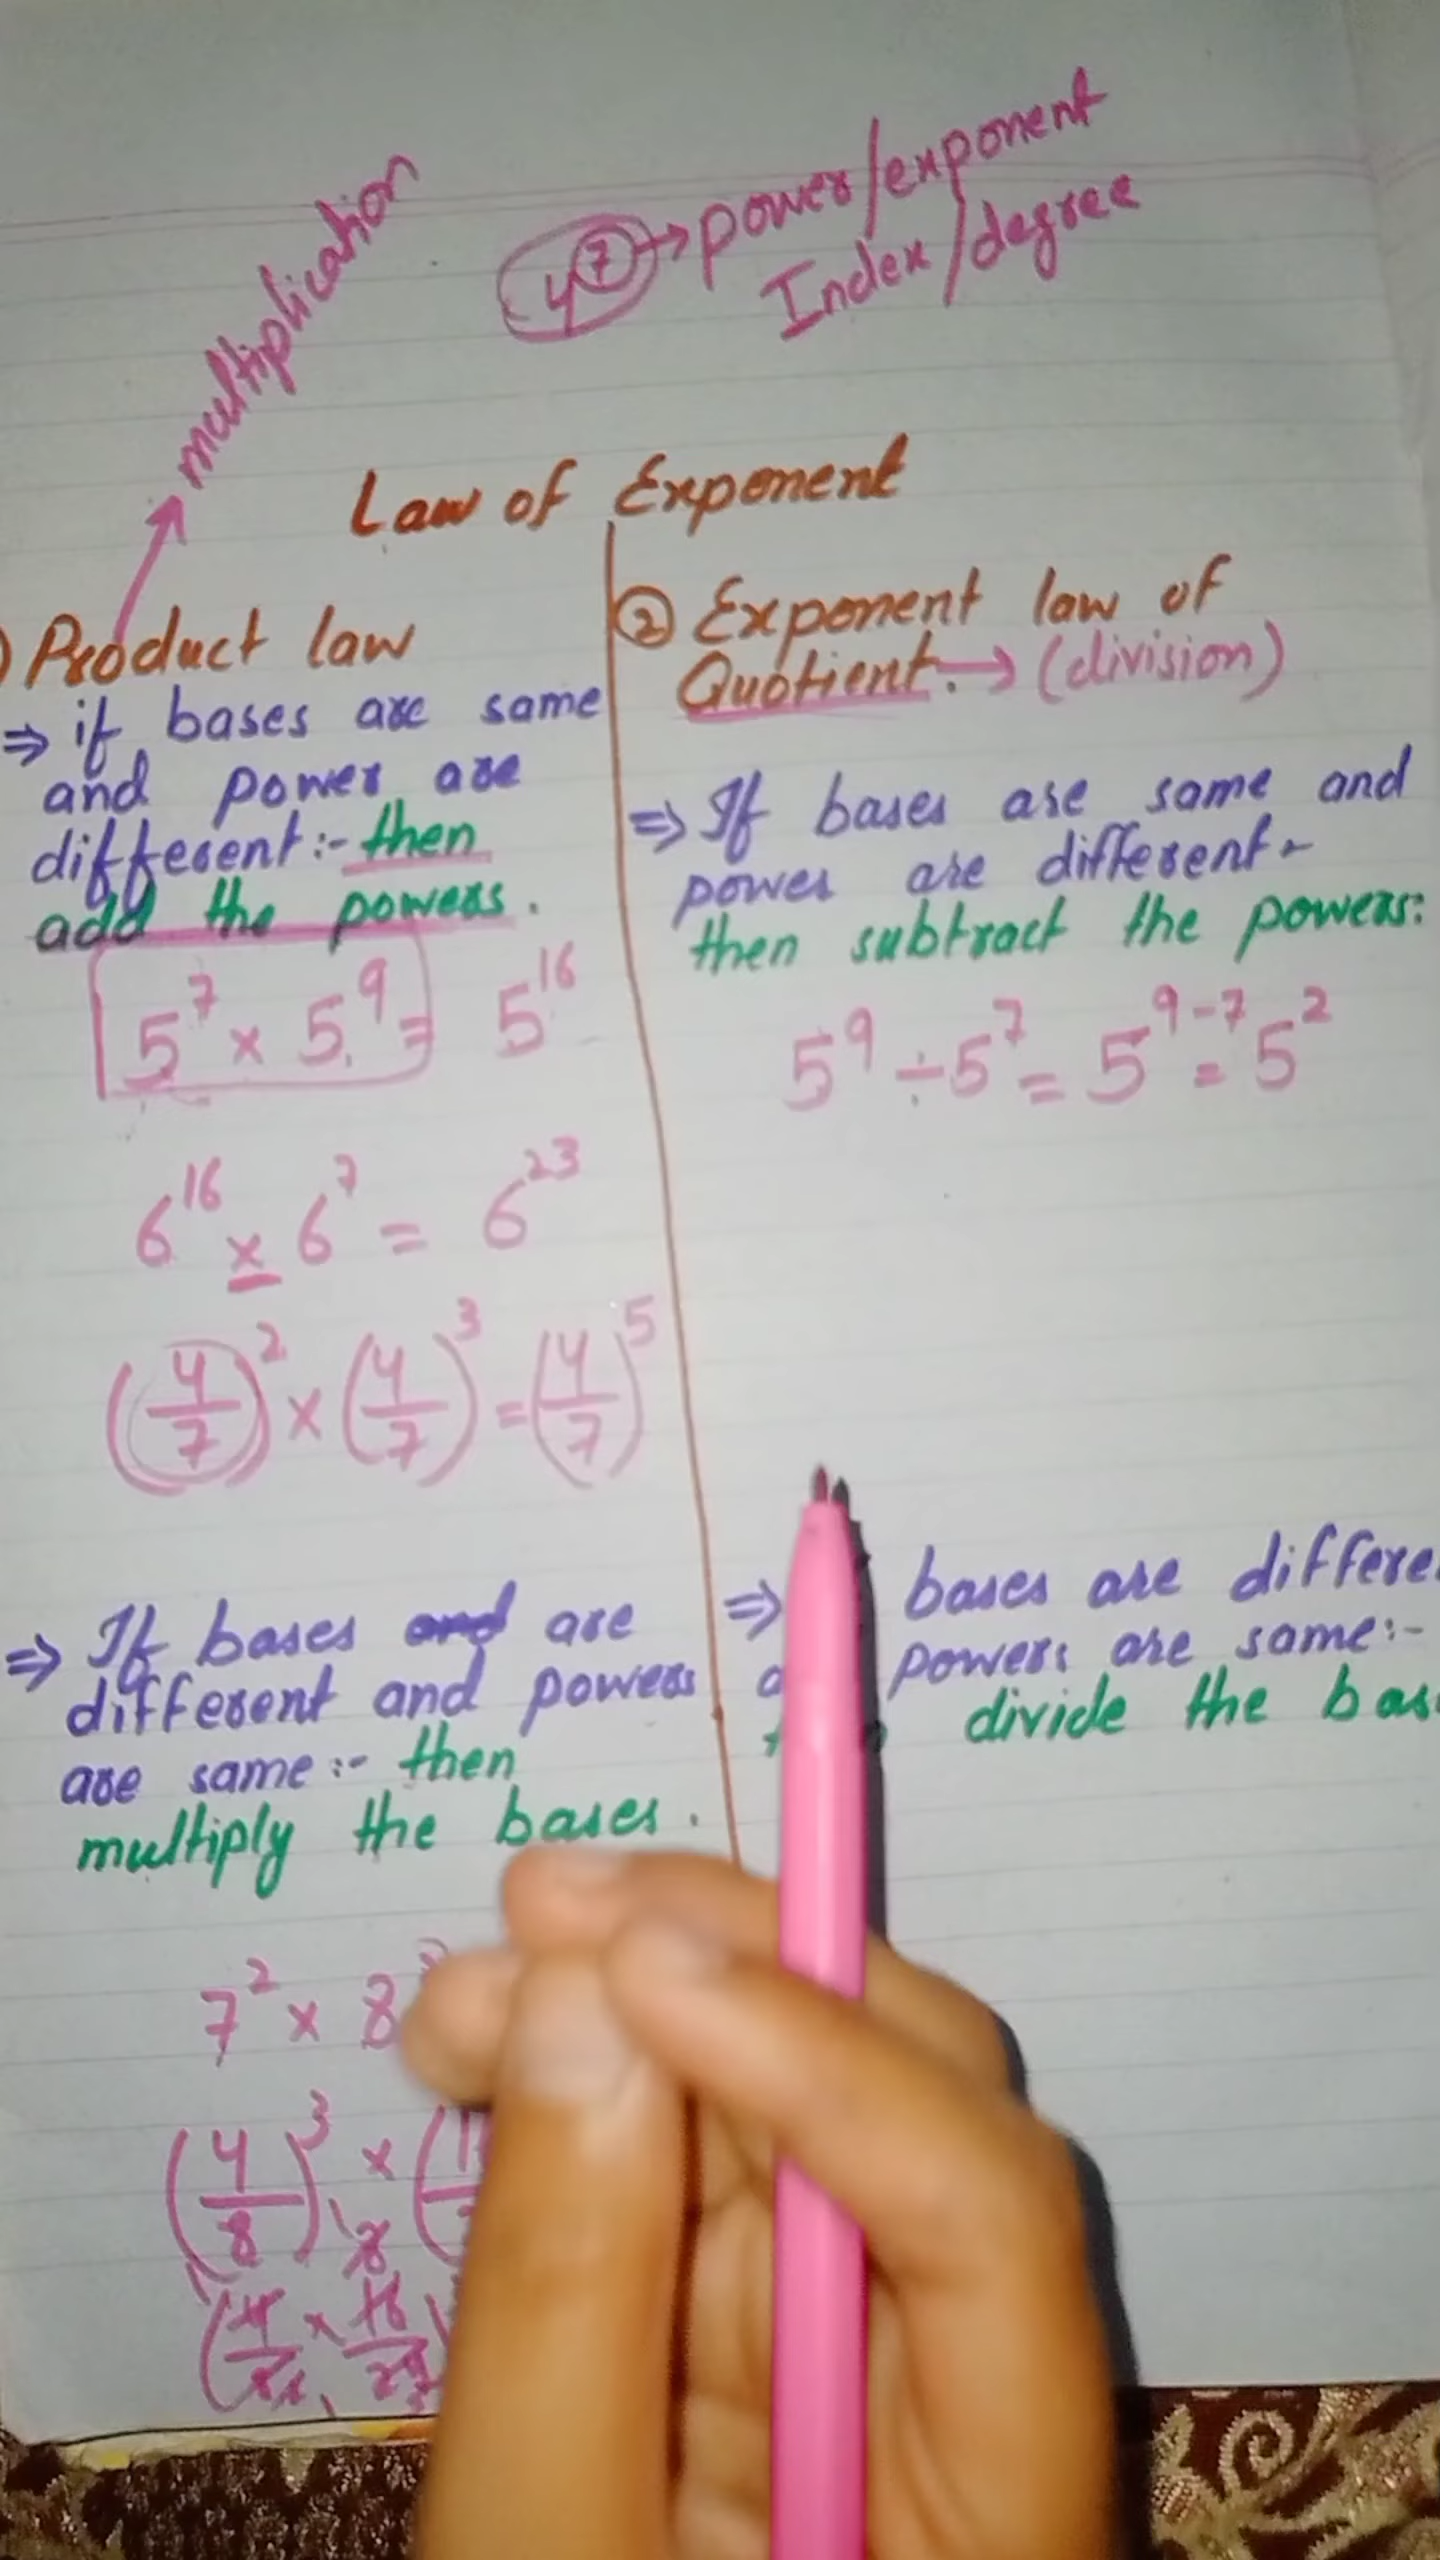 multiplication
4⁷ → power/exponent
Index/degree
Law of Exponent
) Product law
⇒ if bases are same
and power are
different:- then
add the powers.
5⁷ × 5⁹ = 5¹⁶
6¹⁶ × 6⁷ = 6²³
(4/7)² × (4/7)³ = (4/7)⁵
⇒ If bases are
different and powers
are same:- then
multiply the bases.
7² × 8
(4/8)³ ×
② Exponent law of
Quotient. → (division)
⇒ If bases are same and
power are different-
then subtract the powers:
5⁹ ÷ 5⁷ = 5⁹⁻⁷ = 5²
⇒ bases are differe
powers are same:-
divide the bas